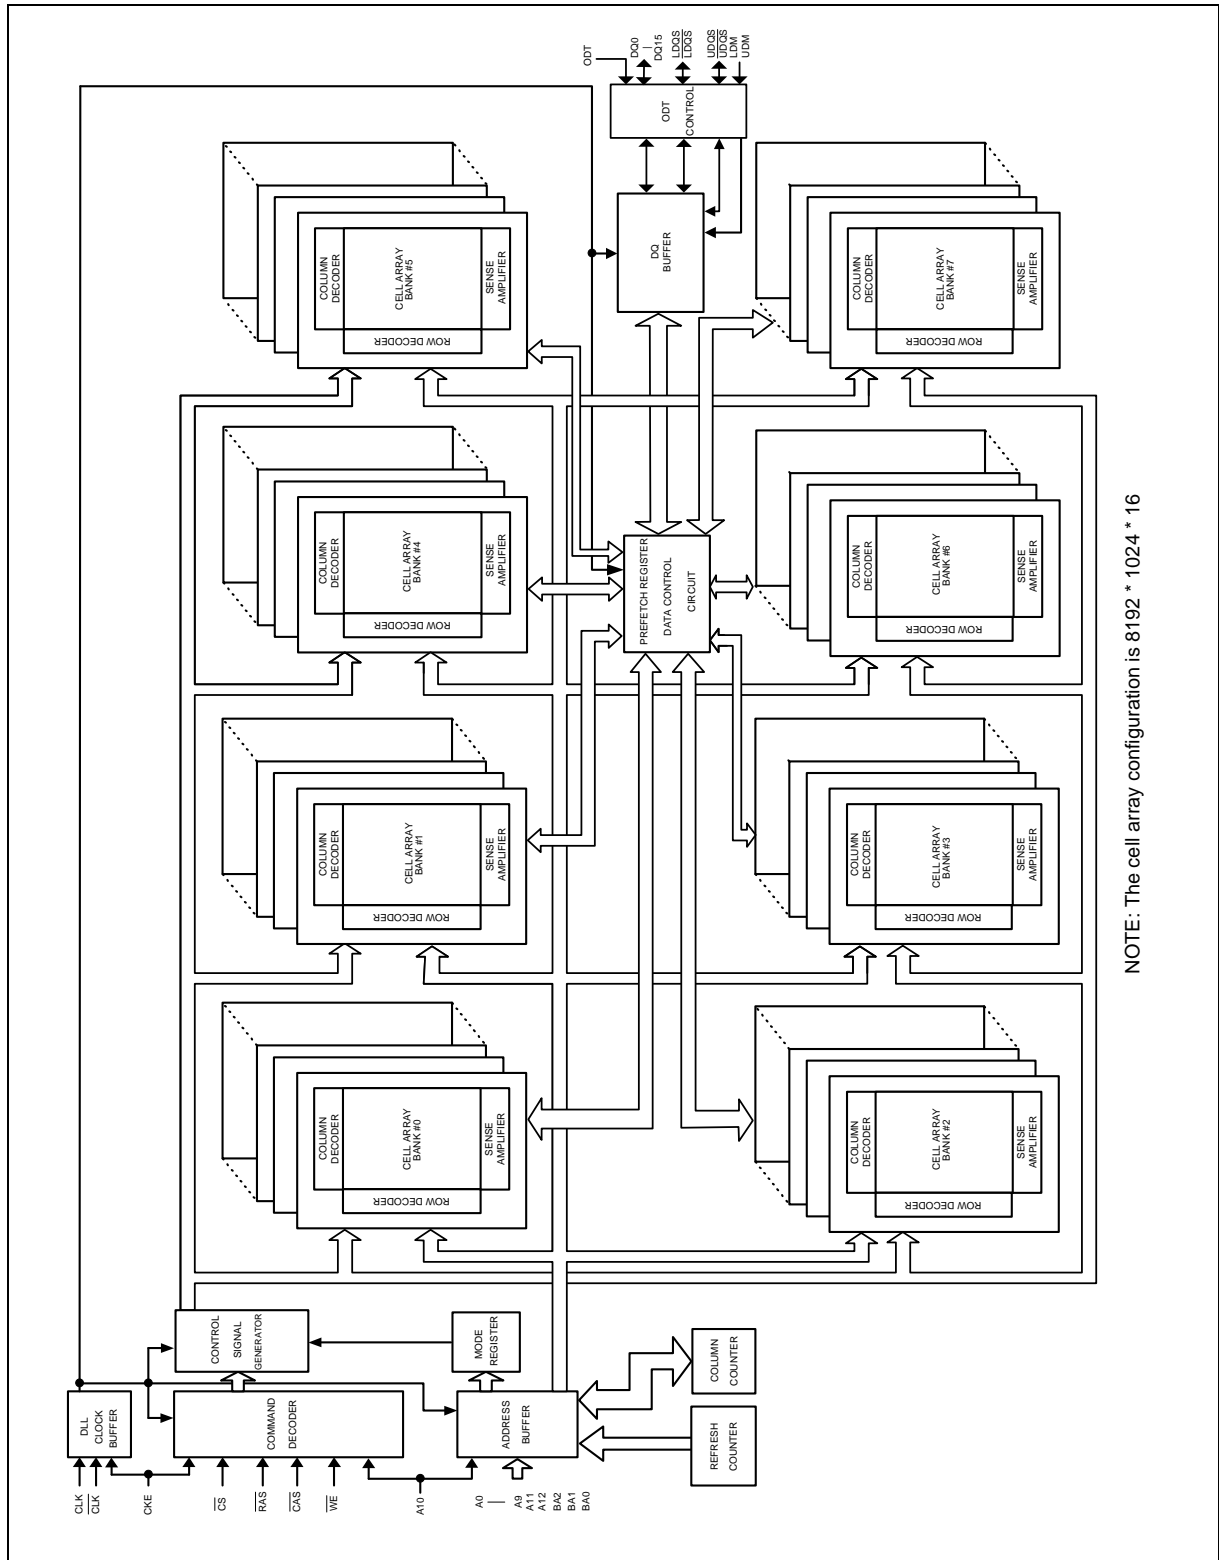 CLK
CLK
CKE
CS
RAS
CAS
WE
A10
A0
A9
A11
A12
BA2
BA1
BA0
DLL
CLOCK
BUFFER
COMMAND
DECODER
ADDRESS
BUFFER
REFRESH
COUNTER
COLUMN
COUNTER
CONTROL
SIGNAL
GENERATOR
MODE
REGISTER
COLUMN
DECODER
CELL ARRAY
BANK #0
SENSE
AMPLIFIER
ROW DECODER
COLUMN
DECODER
CELL ARRAY
BANK #1
SENSE
AMPLIFIER
ROW DECODER
COLUMN
DECODER
CELL ARRAY
BANK #4
SENSE
AMPLIFIER
ROW DECODER
COLUMN
DECODER
CELL ARRAY
BANK #5
SENSE
AMPLIFIER
ROW DECODER
COLUMN
DECODER
CELL ARRAY
BANK #2
SENSE
AMPLIFIER
ROW DECODER
COLUMN
DECODER
CELL ARRAY
BANK #3
SENSE
AMPLIFIER
ROW DECODER
COLUMN
DECODER
CELL ARRAY
BANK #6
SENSE
AMPLIFIER
ROW DECODER
COLUMN
DECODER
CELL ARRAY
BANK #7
SENSE
AMPLIFIER
ROW DECODER
PREFETCH REGISTER
DATA CONTROL
CIRCUIT
DQ
BUFFER
ODT
CONTROL
ODT
DQ0
DQ15
LDQS
LDQS
UDQS
UDQS
LDM
UDM
NOTE: The cell array configuration is 8192 * 1024 * 16